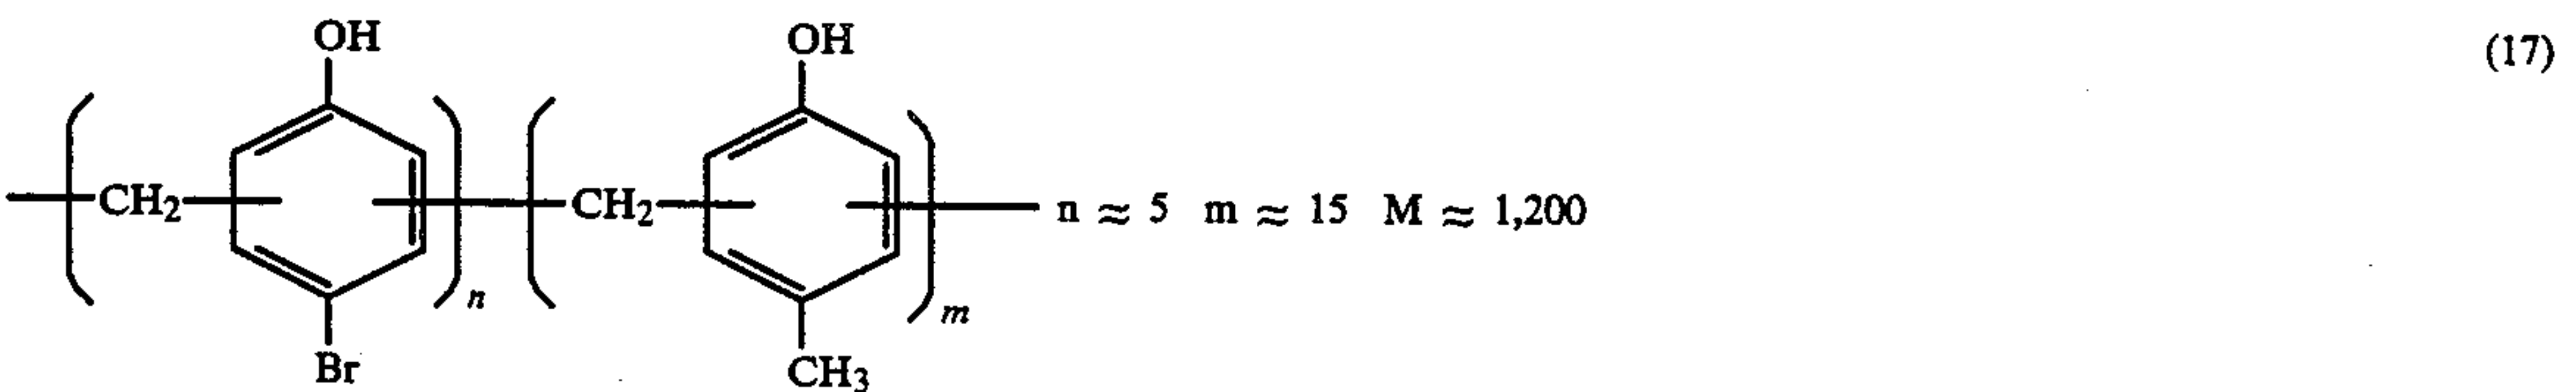 OH OH (17)
CH₂ n CH₂ m n ≈ 5 m ≈ 15 M ≈ 1,200
Br CH₃